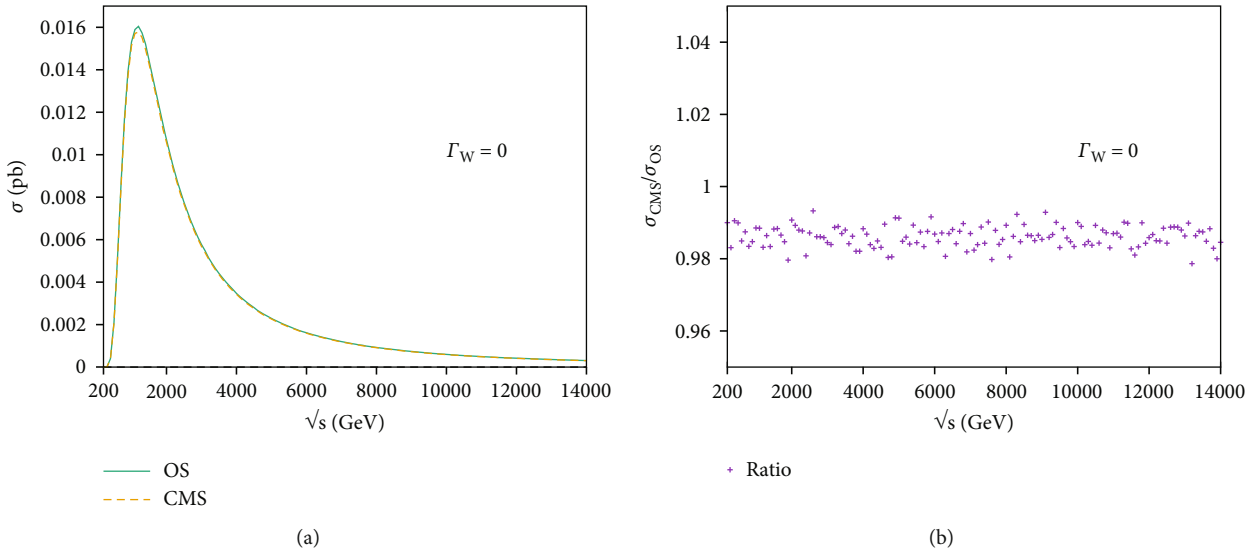 0.016
0.014
0.012
0.01
0.008
0.006
0.004
0.002
0
σ (pb)
Γ_W = 0
200 2000 4000 6000 8000 10000 12000 14000
√s (GeV)
OS
CMS
(a)
1.04
1.02
1
0.98
0.96
σ_CMS/σ_OS
Γ_W = 0
200 2000 4000 6000 8000 10000 12000 14000
√s (GeV)
Ratio
(b)